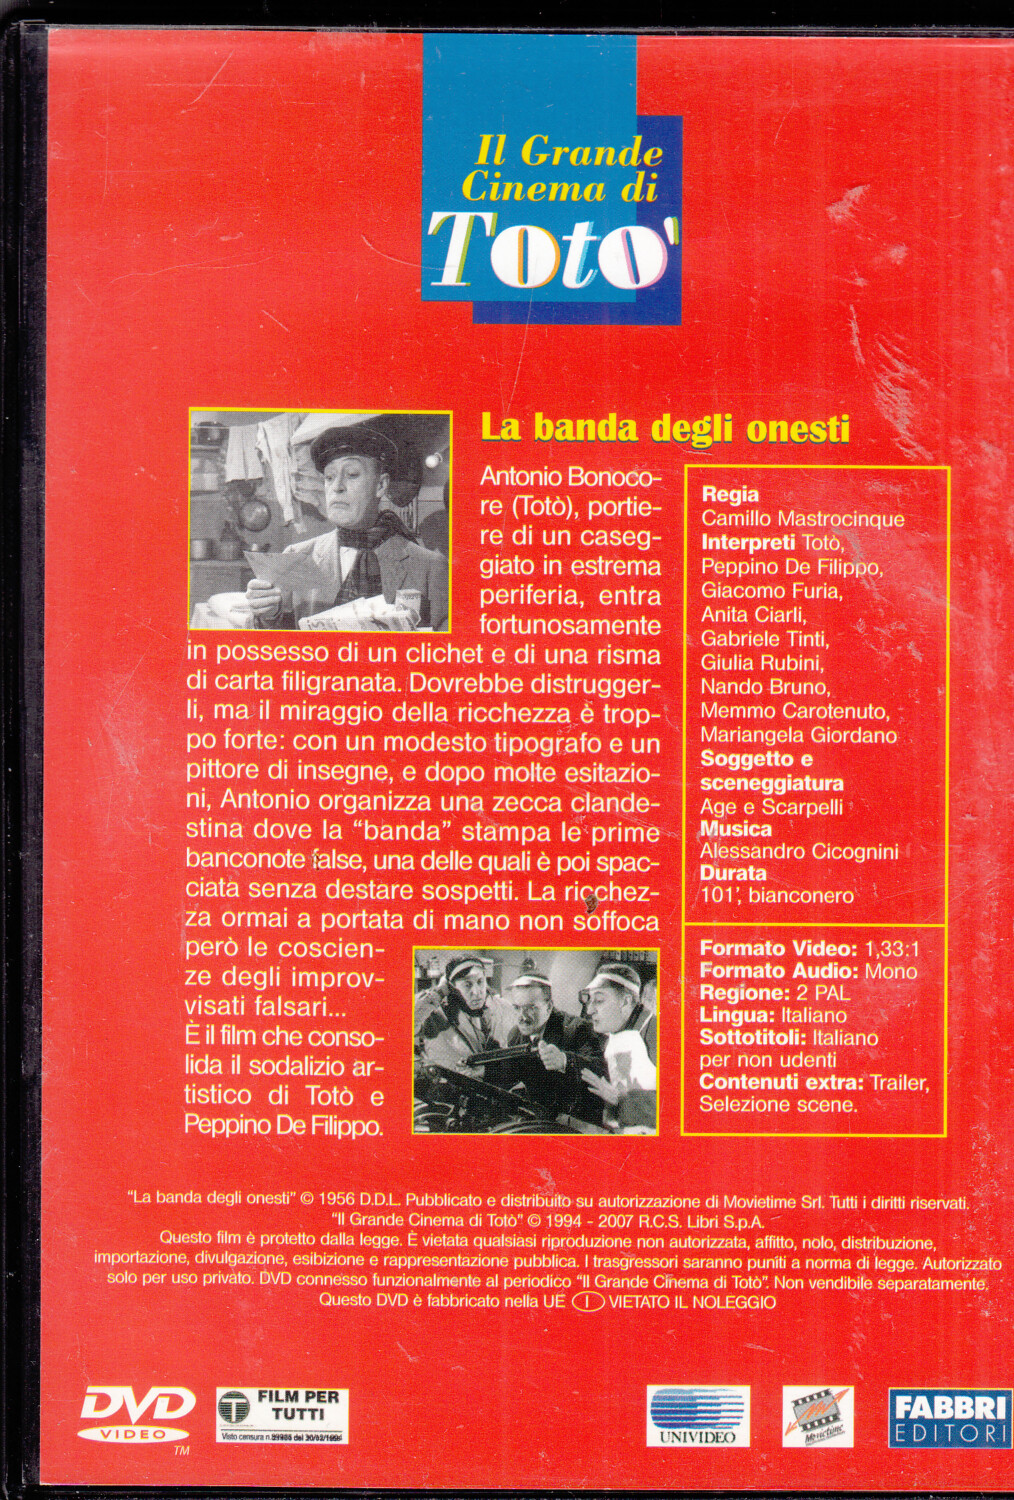 Il Grande
Cinema di
Totò
La banda degli onesti
Antonio Bonoco-
re (Totò), portie-
re di un caseg-
giato in estrema
periferia, entra
fortunosamente
in possesso di un clichet e di una risma
di carta filigranata. Dovrebbe distrugger-
li, ma il miraggio della ricchezza è trop-
po forte: con un modesto tipografo e un
pittore di insegne, e dopo molte esitazio-
ni, Antonio organizza una zecca clande-
stina dove la “banda” stampa le prime
banconote false, una delle quali è poi spac-
ciata senza destare sospetti. La ricchez-
za ormai a portata di mano non soffoca
però le coscien-
ze degli improv-
visati falsari...
È il film che conso-
lida il sodalizio ar-
tistico di Totò e
Peppino De Filippo.
Regia
Camillo Mastrocinque
Interpreti Totò,
Peppino De Filippo,
Giacomo Furia,
Anita Ciarli,
Gabriele Tinti,
Giulia Rubini,
Nando Bruno,
Memmo Carotenuto,
Mariangela Giordano
Soggetto e
sceneggiatura
Age e Scarpelli
Musica
Alessandro Cicognini
Durata
101', bianconero
Formato Video: 1,33:1
Formato Audio: Mono
Regione: 2 PAL
Lingua: Italiano
Sottotitoli: Italiano
per non udenti
Contenuti extra: Trailer,
Selezione scene.
“La banda degli onesti” © 1956 D.D.L. Pubblicato e distribuito su autorizzazione di Movietime Srl. Tutti i diritti riservati.
“Il Grande Cinema di Totò” © 1994 - 2007 R.C.S. Libri S.p.A.
Questo film è protetto dalla legge. È vietata qualsiasi riproduzione non autorizzata, affitto, nolo, distribuzione,
importazione, divulgazione, esibizione e rappresentazione pubblica. I trasgressori saranno puniti a norma di legge. Autorizzato
solo per uso privato. DVD connesso funzionalmente al periodico “Il Grande Cinema di Totò”. Non vendibile separatamente.
Questo DVD è fabbricato nella UE I VIETATO IL NOLEGGIO
DVD
VIDEO
TM
T
FILM PER
TUTTI
Visto censura n. del
UNIVIDEO
Movietime
FABBRI
EDITORI